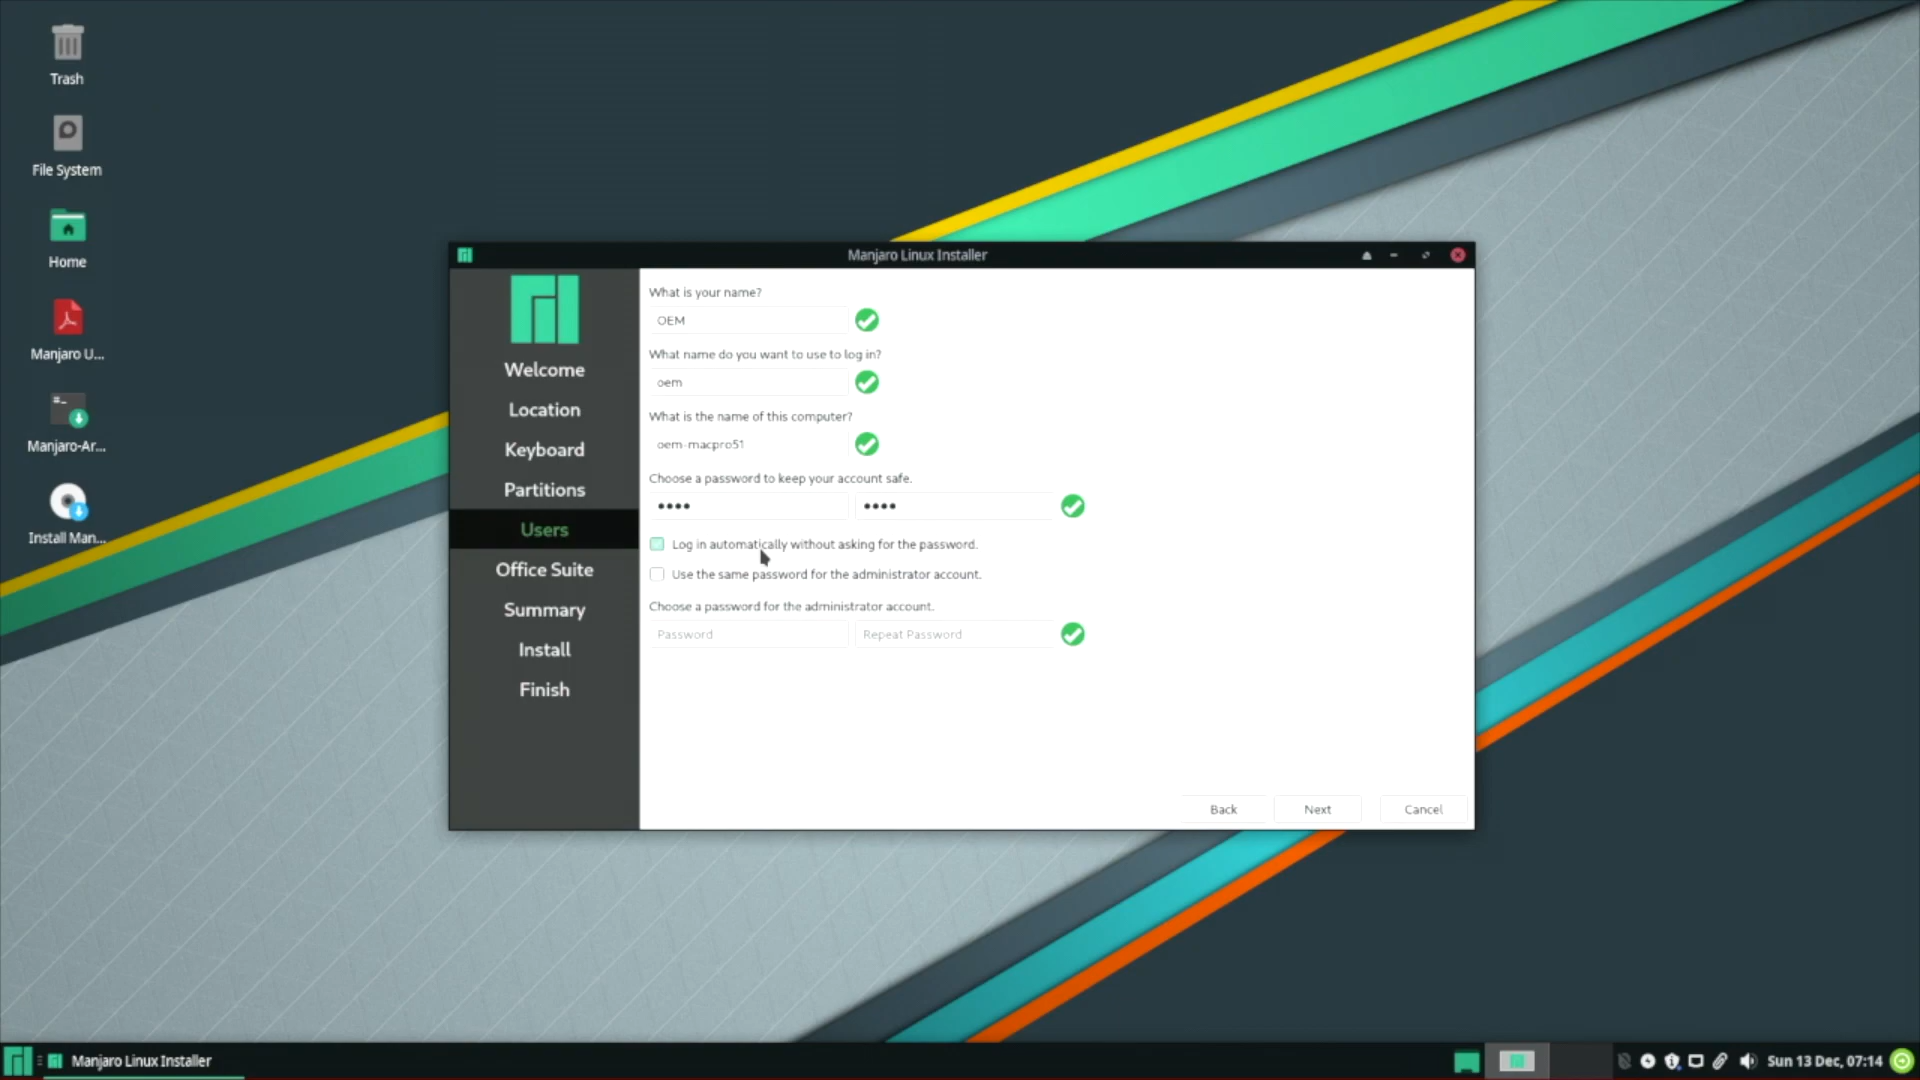 Trash
File System
Home
Manjaro U...
Manjaro-Ar...
Install Man...
Manjaro Linux Installer
Welcome
Location
Keyboard
Partitions
Users
Office Suite
Summary
Install
Finish
What is your name?
OEM
What name do you want to use to log in?
oem
What is the name of this computer?
oem-macpro51
Choose a password to keep your account safe.
•••• ••••
Log in automatically without asking for the password.
Use the same password for the administrator account.
Choose a password for the administrator account.
Password Repeat Password
Back Next Cancel
Manjaro Linux Installer
Sun 13 Dec, 07:14